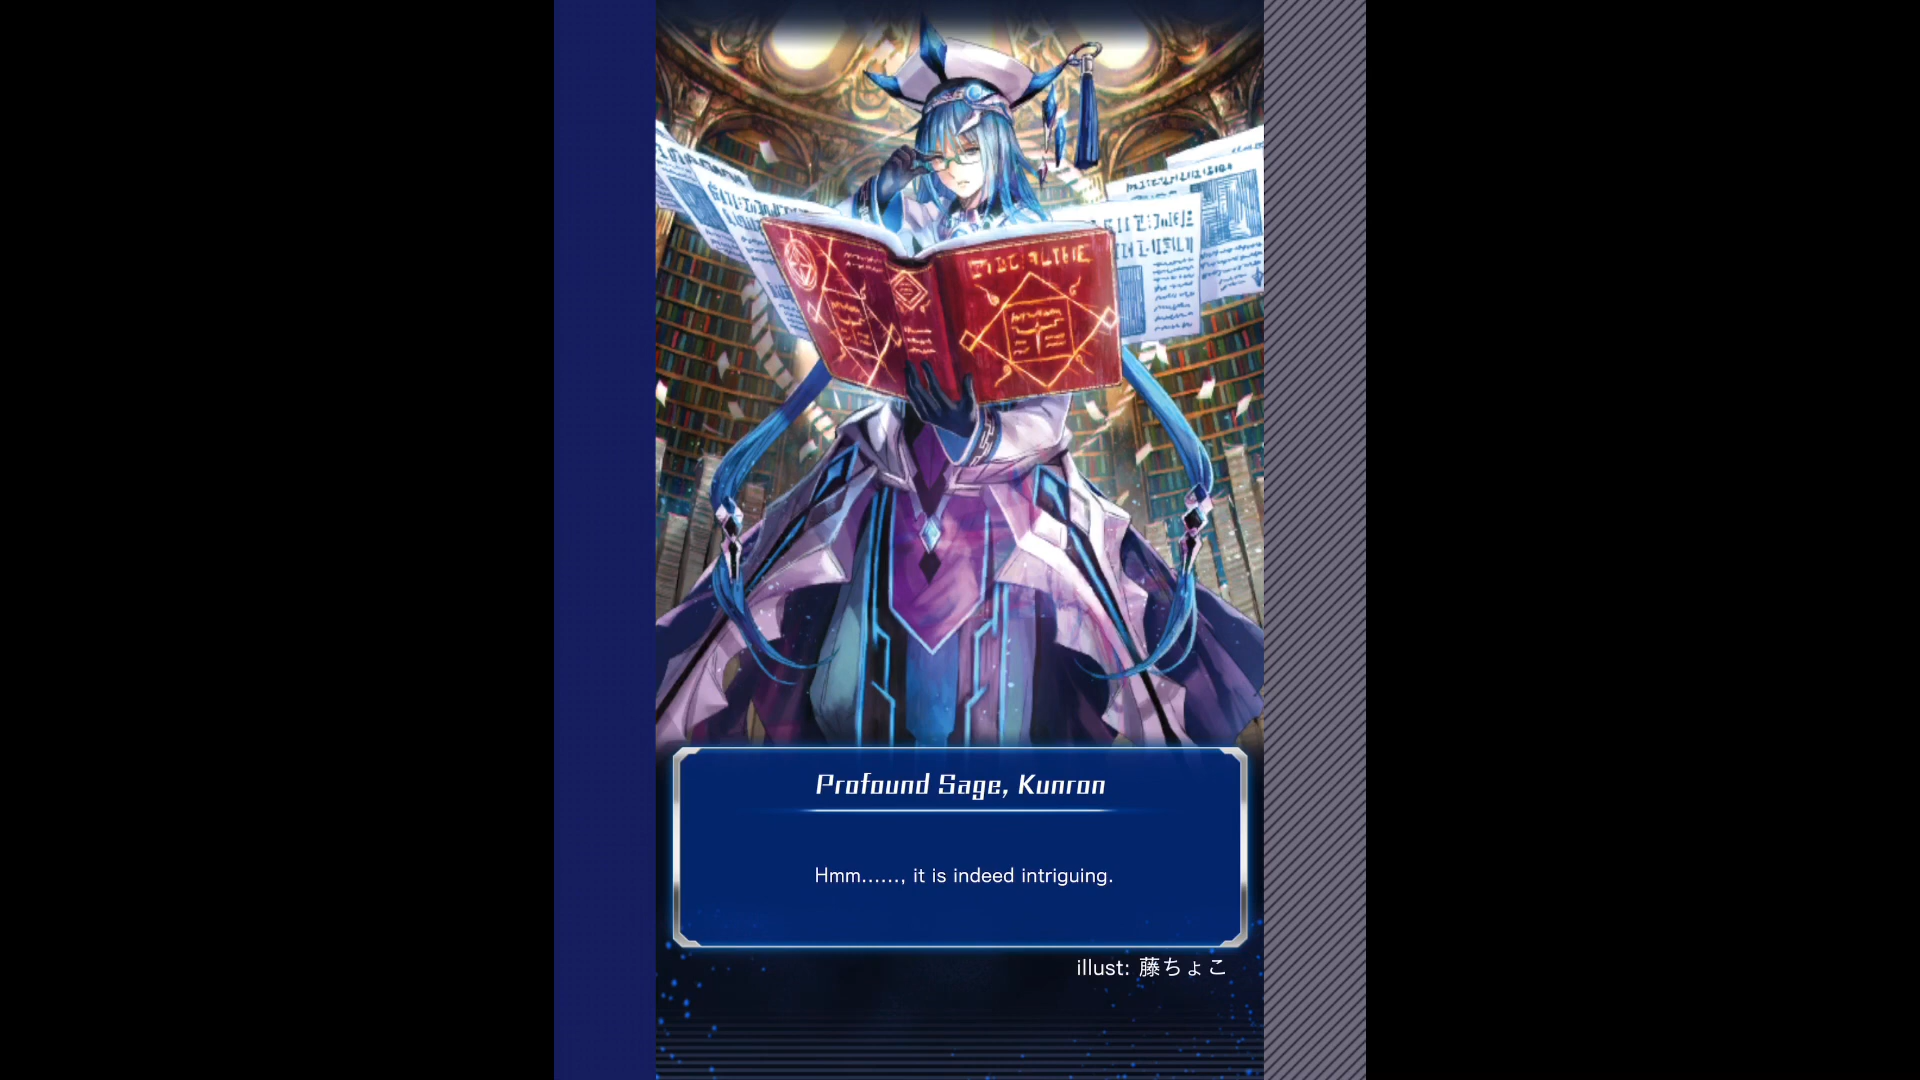 Profound Sage, Kunron
Hmm......, it is indeed intriguing.
illust: 藤ちょこ